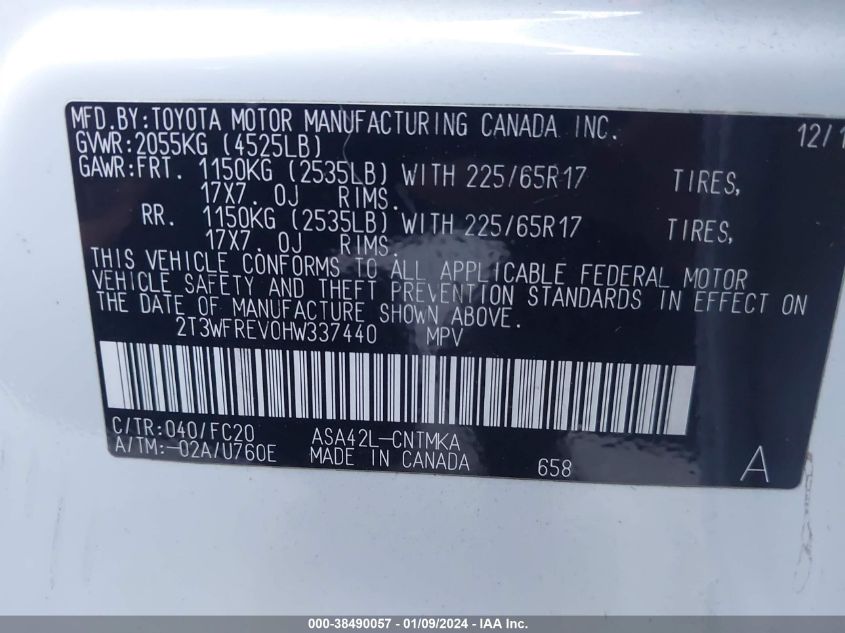 MFD.BY:TOYOTA MOTOR MANUFACTURING CANADA INC. 12/1
GVWR:2055KG (4525LB)
GAWR:FRT. 1150KG (2535LB) WITH 225/65R17 TIRES,
17X7.0J RIMS.
RR. 1150KG (2535LB) WITH 225/65R17 TIRES,
17X7.0J RIMS.
THIS VEHICLE CONFORMS TO ALL APPLICABLE FEDERAL MOTOR
VEHICLE SAFETY AND THEFT PREVENTION STANDARDS IN EFFECT ON
THE DATE OF MANUFACTURE SHOWN ABOVE.
2T3WFREV0HW337440 MPV
C/TR:040/FC20 ASA42L-CNTMKA
A/TM:-02A/U760E MADE IN CANADA 658 A
000-38490057 - 01/09/2024 - IAA Inc.